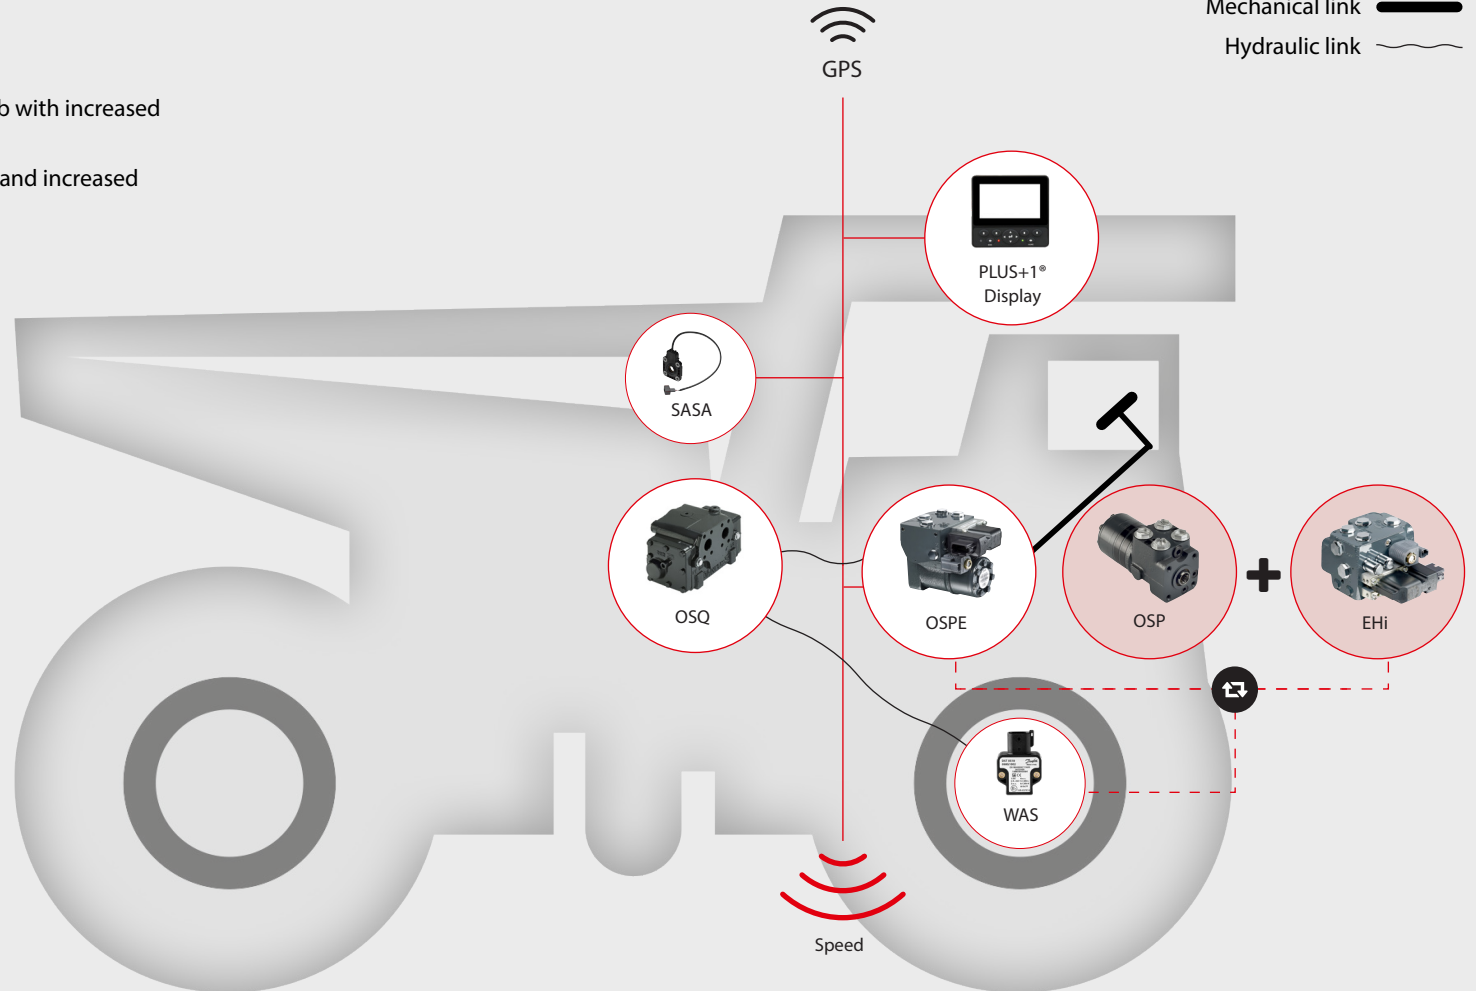 Mechanical link
Hydraulic link
GPS
b with increased
and increased
PLUS+1®
Display
SASA
OSQ
OSPE
OSP
EHi
WAS
Speed